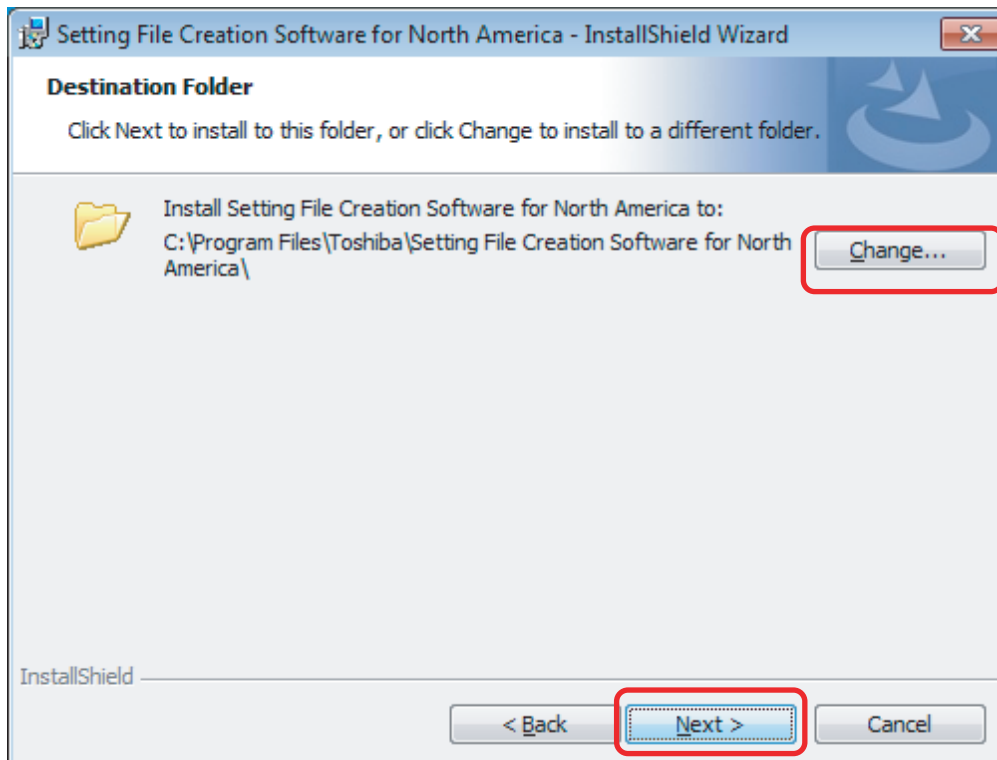 Setting File Creation Software for North America - InstallShield Wizard
Destination Folder
Click Next to install to this folder, or click Change to install to a different folder.
Install Setting File Creation Software for North America to:
C:\Program Files\Toshiba\Setting File Creation Software for North
America\
Change...
InstallShield
< Back
Next >
Cancel